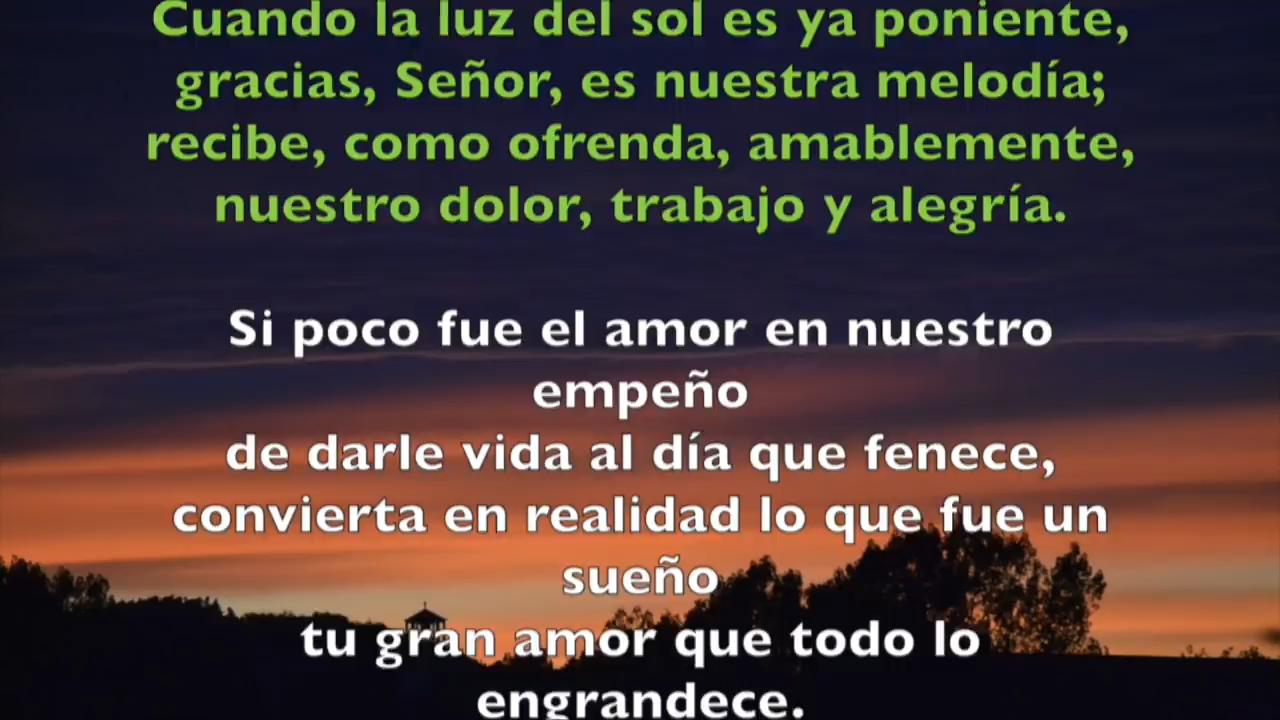 Cuando la luz del sol es ya poniente,
gracias, Señor, es nuestra melodía;
recibe, como ofrenda, amablemente,
nuestro dolor, trabajo y alegría.
Si poco fue el amor en nuestro
empeño
de darle vida al día que fenece,
convierta en realidad lo que fue un
sueño
tu gran amor que todo lo
engrandece.